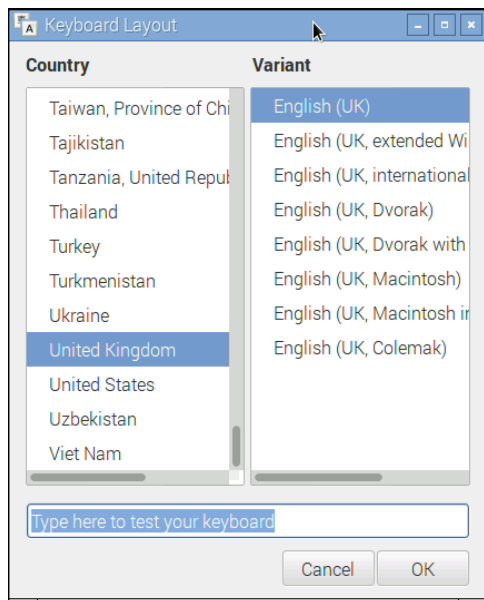 Keyboard Layout
Country
Variant
Taiwan, Province of Chi
Tajikistan
Tanzania, United Repub
Thailand
Turkey
Turkmenistan
Ukraine
United Kingdom
United States
Uzbekistan
Viet Nam
English (UK)
English (UK, extended Wi
English (UK, international
English (UK, Dvorak)
English (UK, Dvorak with
English (UK, Macintosh)
English (UK, Macintosh in
English (UK, Colemak)
Type here to test your keyboard
Cancel
OK